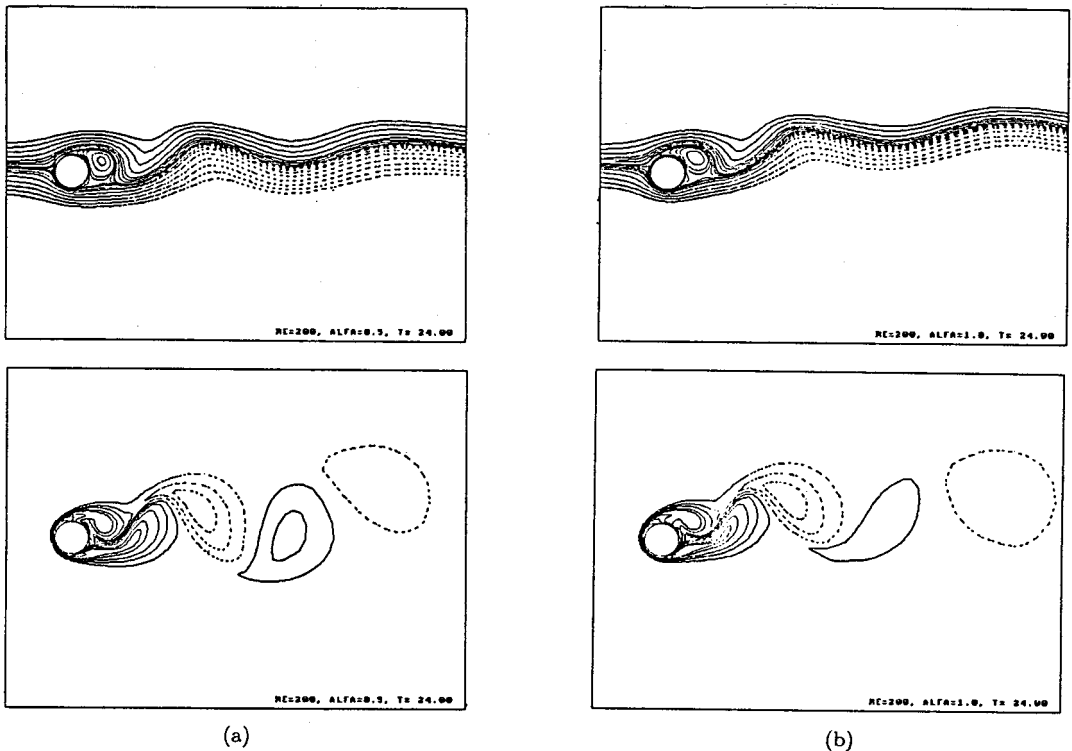 RE=200, ALFA=0.5, T= 24.00
RE=200, ALFA=1.0, T= 24.00
RE=200, ALFA=0.5, T= 24.00
RE=200, ALFA=1.0, T= 24.00
(a)
(b)